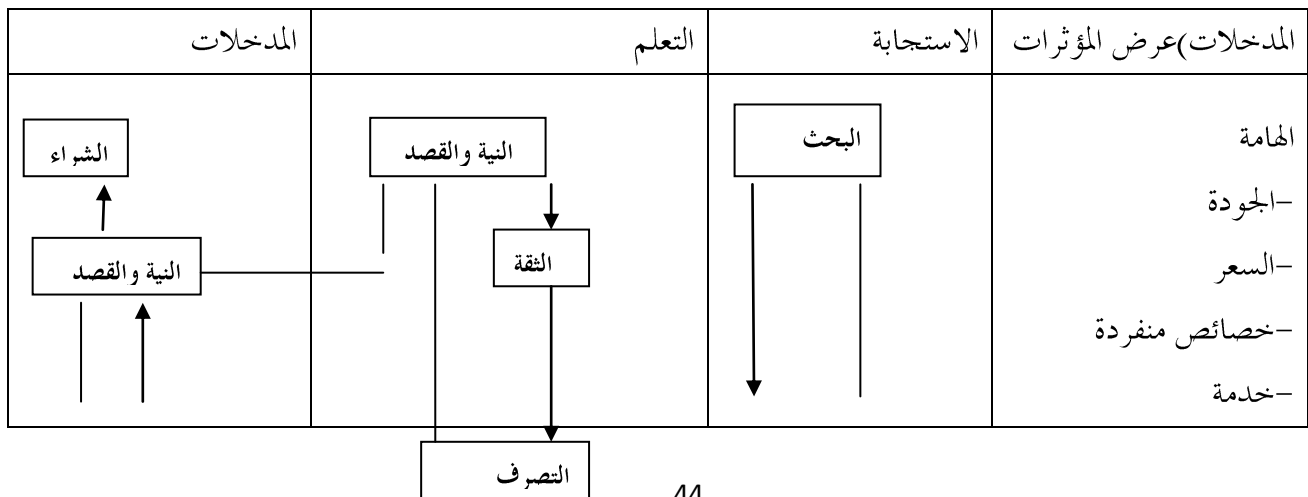 المدخلات)عرض المؤثرات
الاستجابة
التعلم
المدخلات
الهامة
-الجودة
-السعر
-خصائص منفردة
-خدمة
البحث
النية والقصد
الثقة
التصرف
الشراء
النية والقصد
44